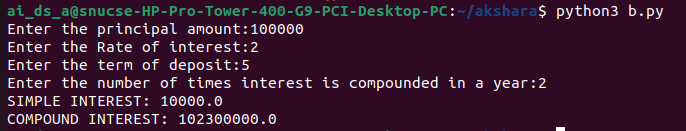 ai_ds_a@snucse-HP-Pro-Tower-400-G9-PCI-Desktop-PC:~/akshara$ python3 b.py
Enter the principal amount:100000
Enter the Rate of interest:2
Enter the term of deposit:5
Enter the number of times interest is compounded in a year:2
SIMPLE INTEREST: 10000.0
COMPOUND INTEREST: 102300000.0